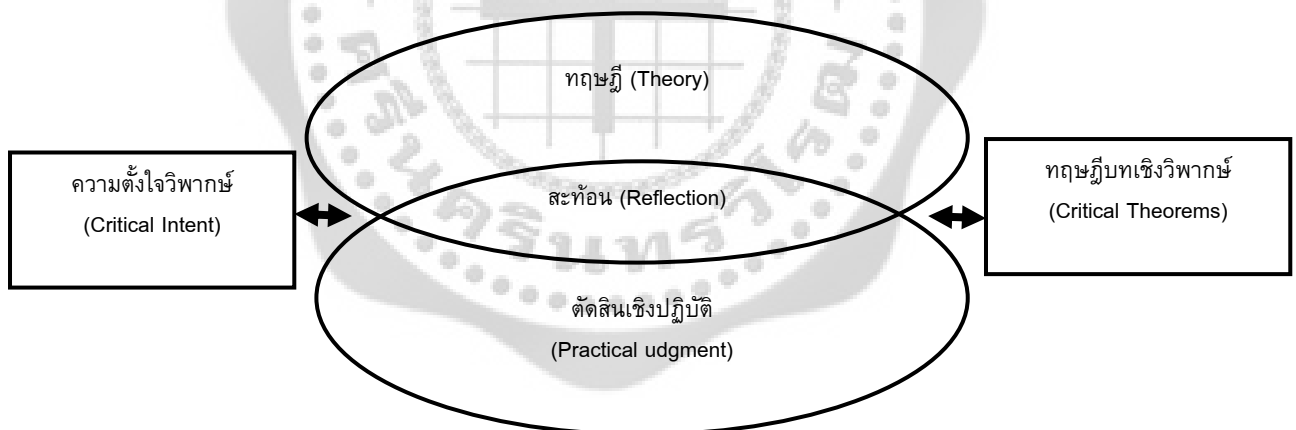 ทฤษฎี (Theory)
ความตั้งใจวิพากษ์
(Critical Intent)
สะท้อน (Reflection)
ทฤษฎีบทเชิงวิพากษ์
(Critical Theorems)
ตัดสินเชิงปฏิบัติ
(Practical udgment)